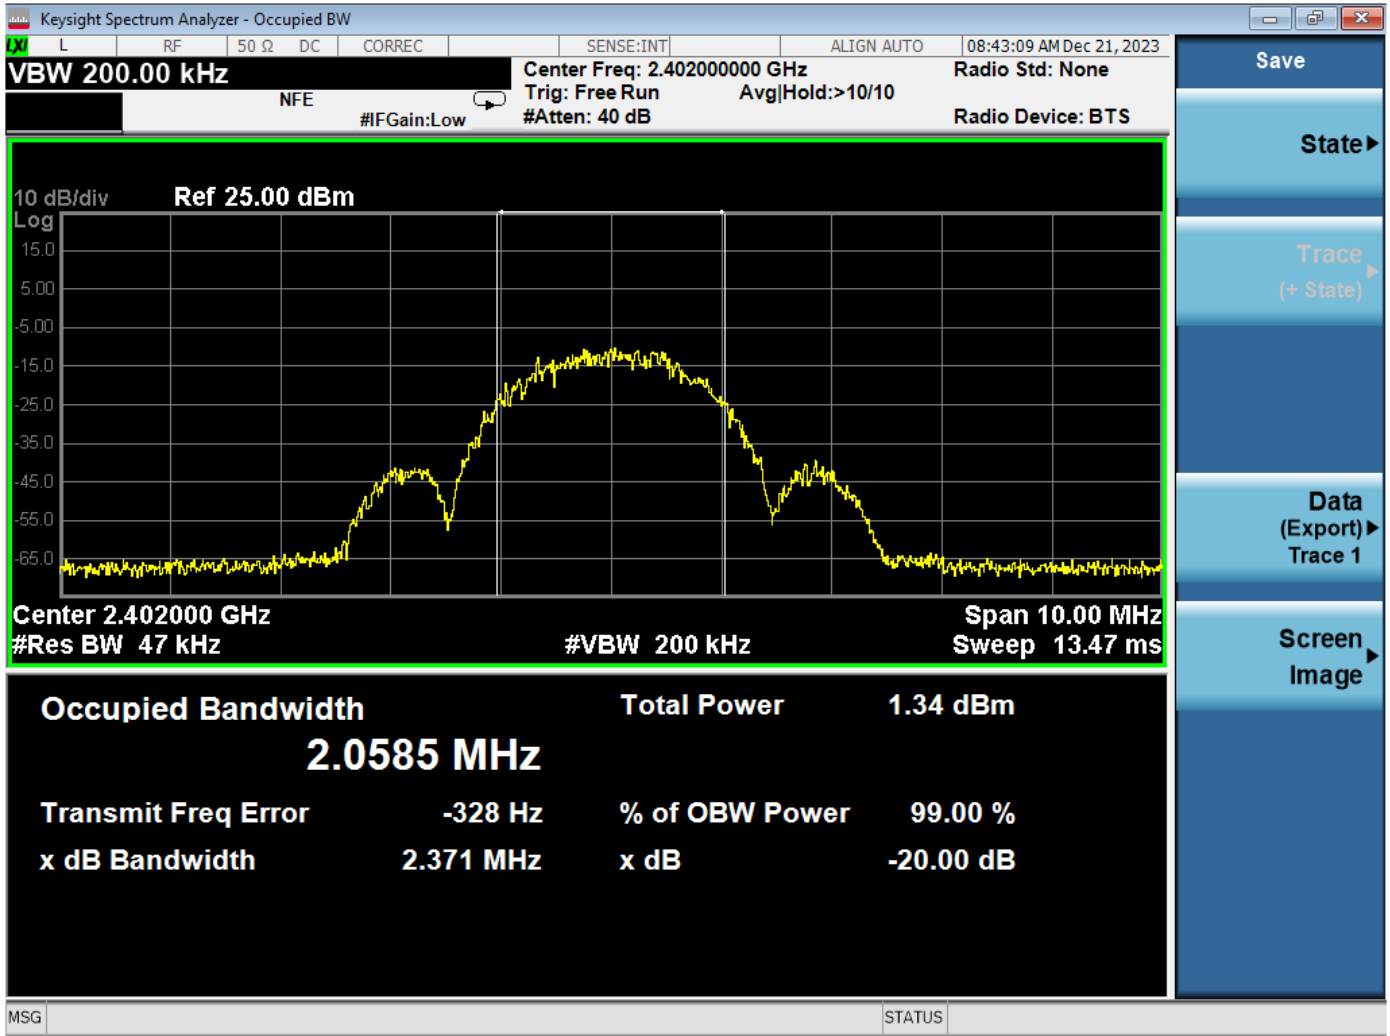 Keysight Spectrum Analyzer - Occupied BW
LXI L RF 50 Ω DC CORREC SENSE:INT ALIGN AUTO 08:43:09 AM Dec 21, 2023
VBW 200.00 kHz
Center Freq: 2.402000000 GHz
Radio Std: None
NFE
Trig: Free Run
Avg|Hold:>10/10
#IFGain:Low
#Atten: 40 dB
Radio Device: BTS
10 dB/div
Ref 25.00 dBm
Log
15.0
5.00
-5.00
-15.0
-25.0
-35.0
-45.0
-55.0
-65.0
Center 2.402000 GHz
Span 10.00 MHz
#Res BW 47 kHz
#VBW 200 kHz
Sweep 13.47 ms
Occupied Bandwidth
Total Power 1.34 dBm
2.0585 MHz
Transmit Freq Error -328 Hz
% of OBW Power 99.00 %
x dB Bandwidth 2.371 MHz
x dB -20.00 dB
Save
State
Trace
(+ State)
Data
(Export)
Trace 1
Screen
Image
MSG
STATUS